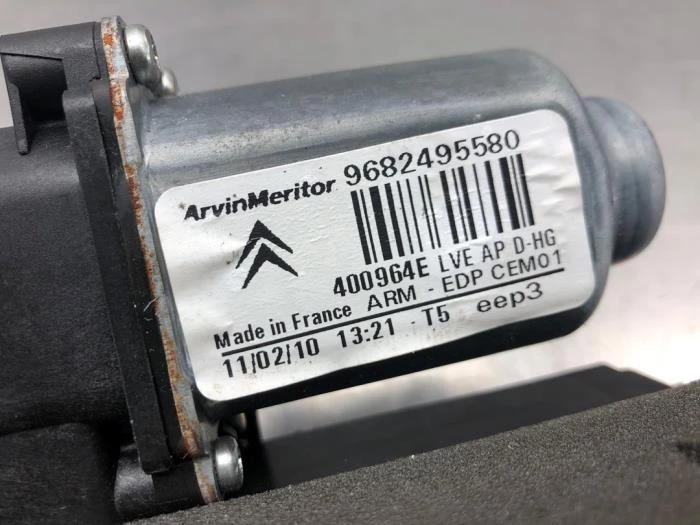 ArvinMeritor 9682495580
400964E LVE AP D-HG
ARM - EDP CEM01
Made in France
11/02/10 13:21 T5 eep3